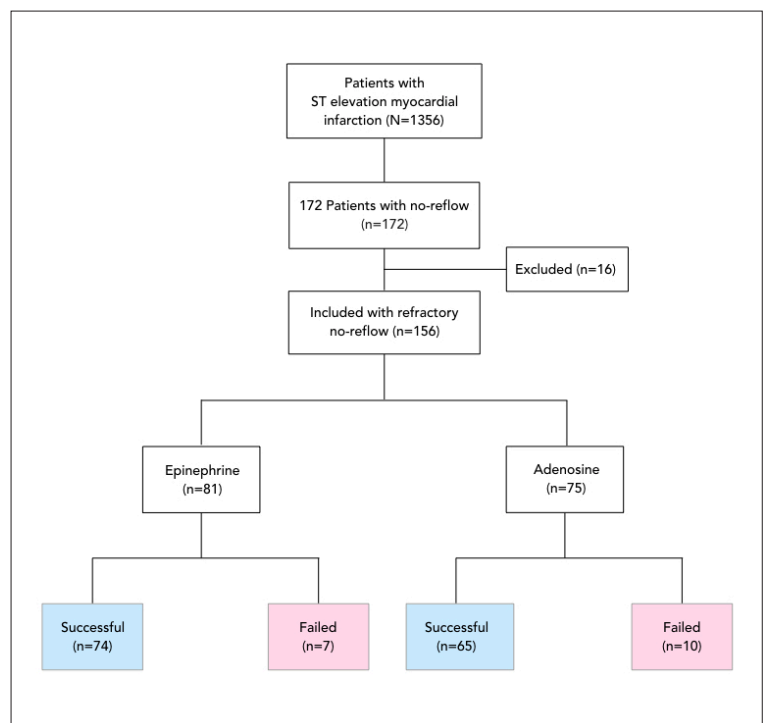 Patients with
ST elevation myocardial
infarction (N=1356)
172 Patients with no-reflow
(n=172)
Excluded (n=16)
Included with refractory
no-reflow (n=156)
Epinephrine
(n=81)
Adenosine
(n=75)
Successful
(n=74)
Failed
(n=7)
Successful
(n=65)
Failed
(n=10)